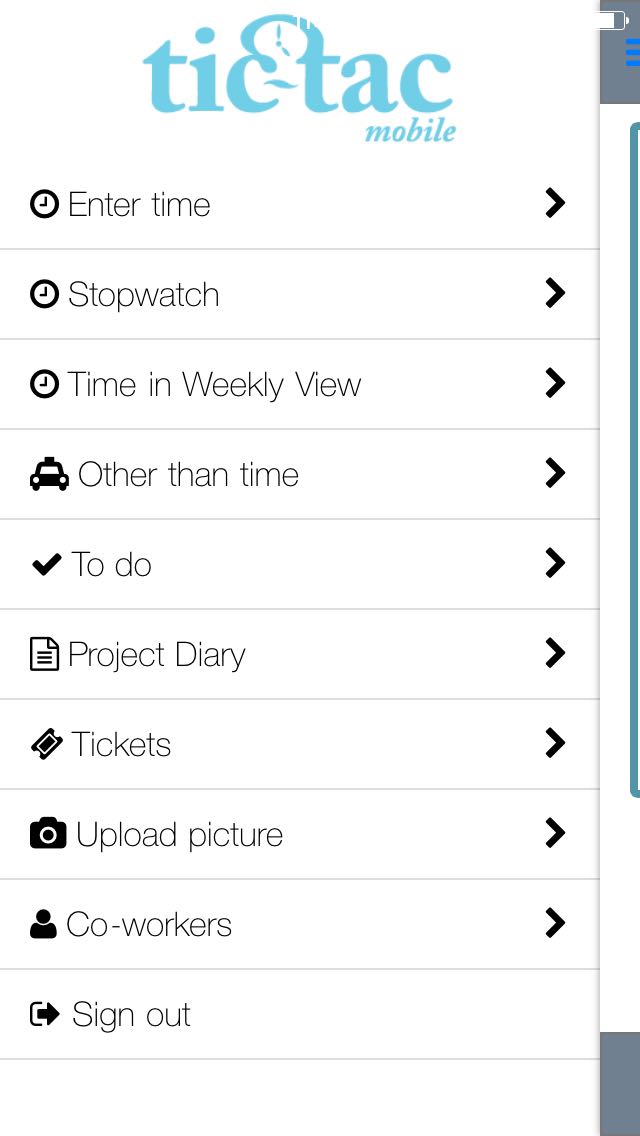 tictac
mobile
Enter time
Stopwatch
Time in Weekly View
Other than time
To do
Project Diary
Tickets
Upload picture
Co-workers
Sign out